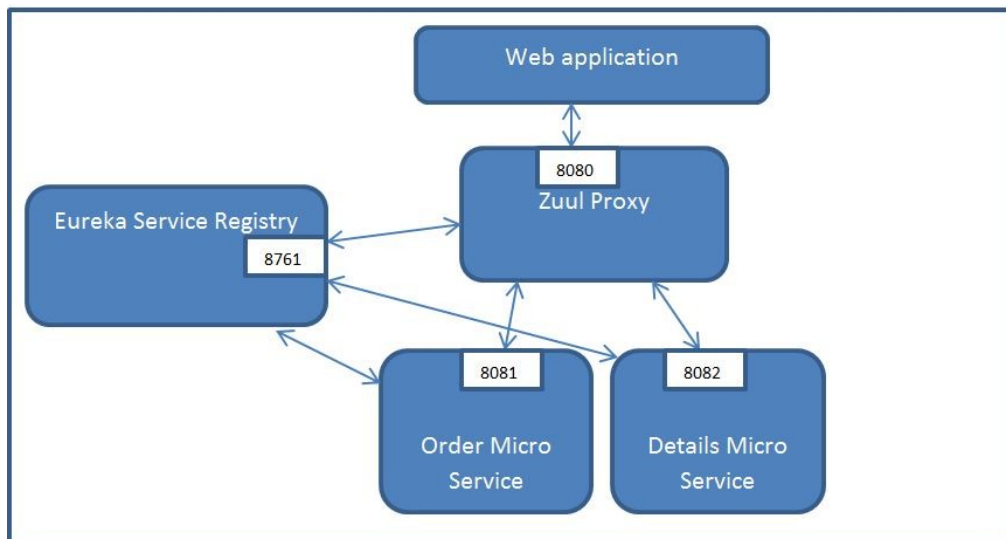 Web application
8080
Zuul Proxy
Eureka Service Registry
8761
8081
Order Micro
Service
8082
Details Micro
Service